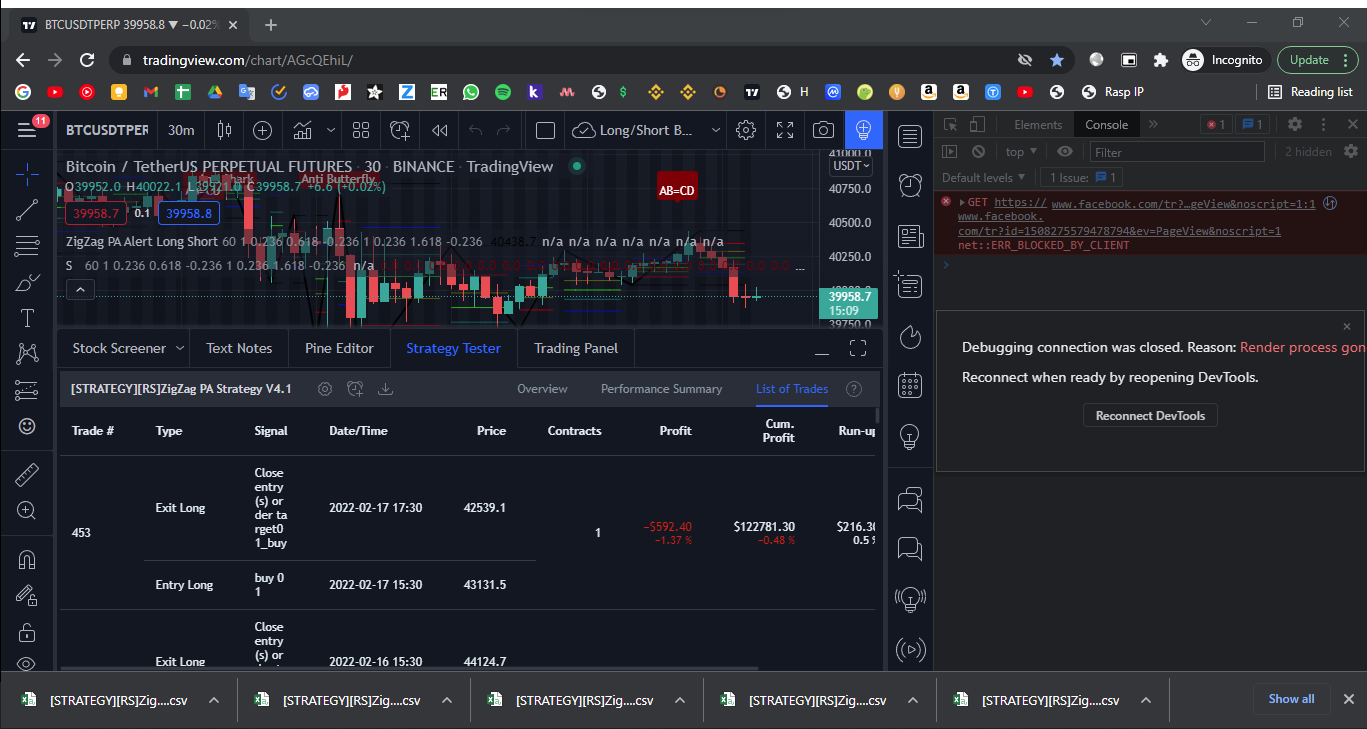 BTCUSDTPERP 39958.8 ▼ −0.02%
tradingview.com/chart/AGcQEhiL/
Incognito
Update
H
$
Rasp IP
Reading list
11
BTCUSDTPER
30m
Long/Short B...
Bitcoin / TetherUS PERPETUAL FUTURES · 30 · BINANCE · TradingView
O39952.0 H40022.1 L39921.0 C39958.7 +6.6 (+0.02%)
Anti Butterfly
39958.7
0.1
39958.8
ZigZag PA Alert Long Short 60 1 0.236 0.618 -0.236 1 0.236 1.618 -0.236 40438.7 n/a n/a n/a n/a n/a n/a n/a
S 60 1 0.236 0.618 -0.236 1 0.236 1.618 -0.236 n/a
AB=CD
41000.0
USDT
40750.0
40500.0
40250.0
39958.7
15:09
39750.0
Stock Screener
Text Notes
Pine Editor
Strategy Tester
Trading Panel
[STRATEGY][RS]ZigZag PA Strategy V4.1
Overview
Performance Summary
List of Trades
Trade #
Type
Signal
Date/Time
Price
Contracts
Profit
Cum.
Profit
Run-up
453
Exit Long
Close
entry
(s) or
der ta
rget0
1_buy
2022-02-17 17:30
42539.1
1
−$592.40
−1.37 %
$122781.30
−0.48 %
$216.30
0.5 %
Entry Long
buy 0
1
2022-02-17 15:30
43131.5
Exit Long
Close
entry
(s) or
2022-02-16 15:30
44124.7
Elements
Console
1
1
top
Filter
2 hidden
Default levels
1 Issue:
1
GET https://www.facebook.com/tr?…geView&noscript=1:1
www.facebook.
com/tr?id=1508275579478794&ev=PageView&noscript=1
net::ERR_BLOCKED_BY_CLIENT
Debugging connection was closed. Reason: Render process gon
Reconnect when ready by reopening DevTools.
Reconnect DevTools
[STRATEGY][RS]Zig....csv
[STRATEGY][RS]Zig....csv
[STRATEGY][RS]Zig....csv
[STRATEGY][RS]Zig....csv
[STRATEGY][RS]Zig....csv
Show all